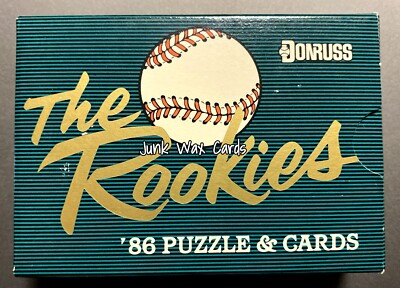 DONRUSS
The
Junk Wax Cards
Rookies
'86 PUZZLE & CARDS